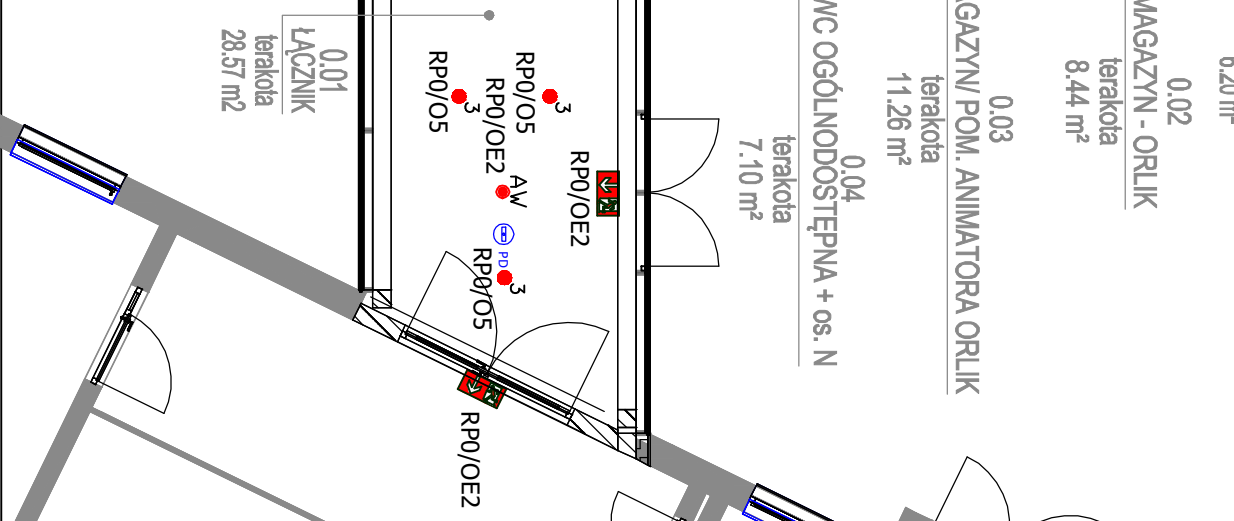 0.01
ŁĄCZNIK
terakota
28.57 m2
RP0/O5
3
RP0/O5
3
RP0/OE2
AW
PD
RP0/O5
3
RP0/OE2
RP0/OE2
0.04
WC OGÓLNODOSTĘPNA + os. N
terakota
7.10 m²
0.03
GAZYN/ POM. ANIMATORA ORLIK
terakota
11.26 m²
0.02
MAGAZYN - ORLIK
terakota
8.44 m²